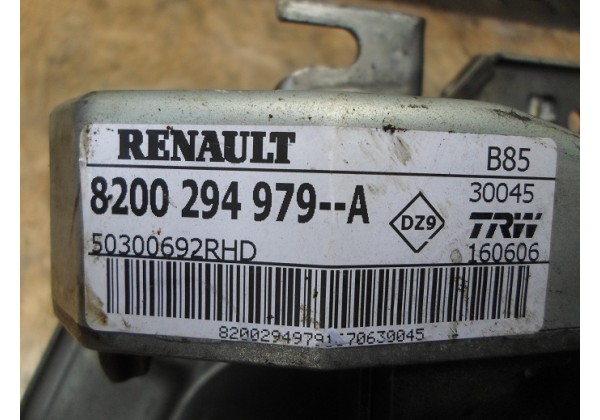 RENAULT B85
8200 294 979--A DZ9 30045
TRW
50300692RHD 160606